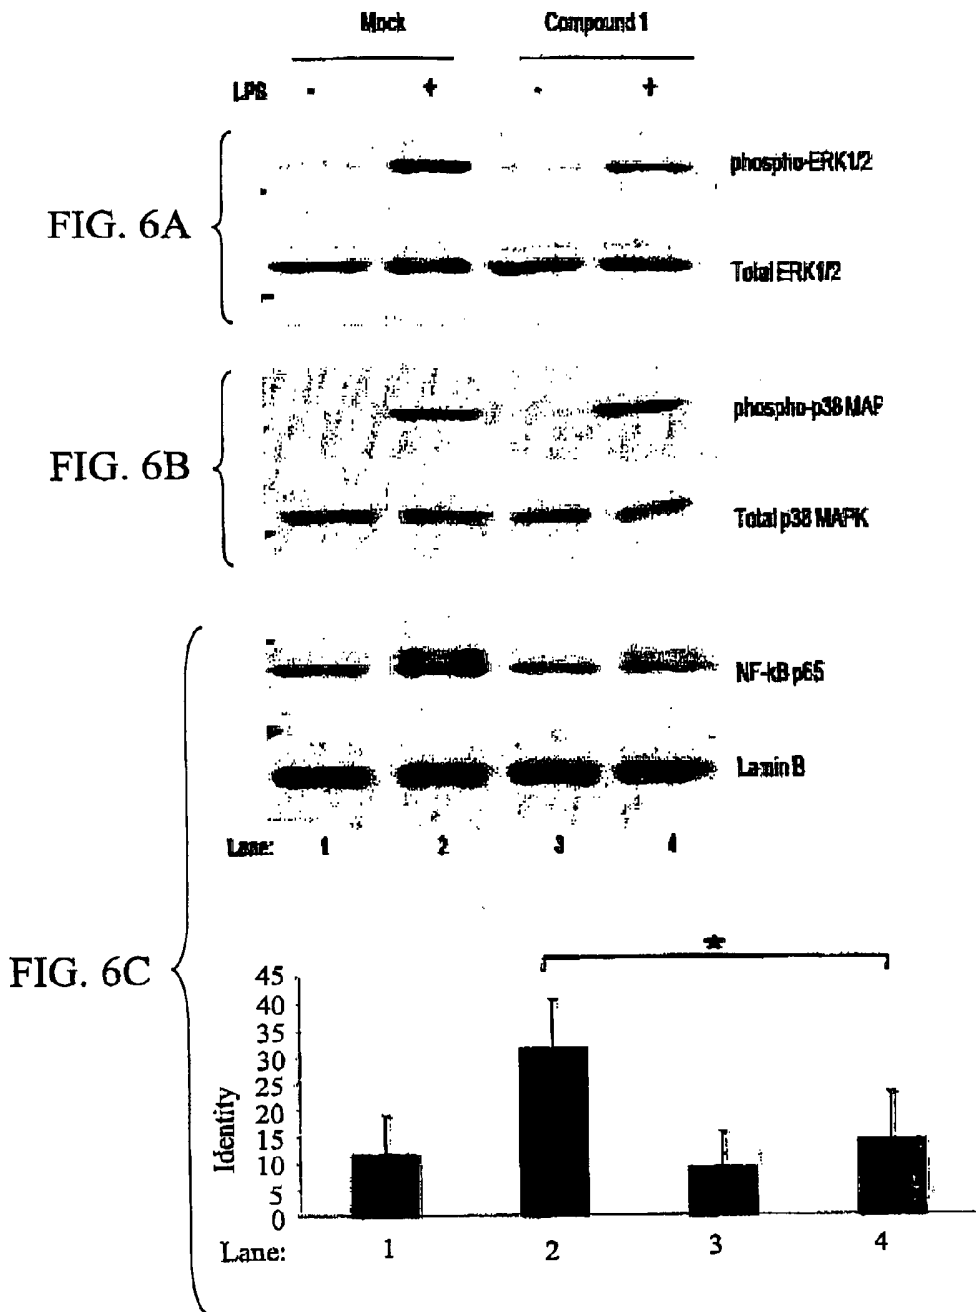 Mock Compound 1
LPS - + - +
FIG. 6A
phospho-ERK1/2
Total ERK1/2
FIG. 6B
phospho-p38 MAP
Total p38 MAPK
FIG. 6C
NF-kB p65
Lamin B
Lane: 1 2 3 4
*
45
40
35
30
25
20
15
10
5
0
Identity
Lane: 1 2 3 4